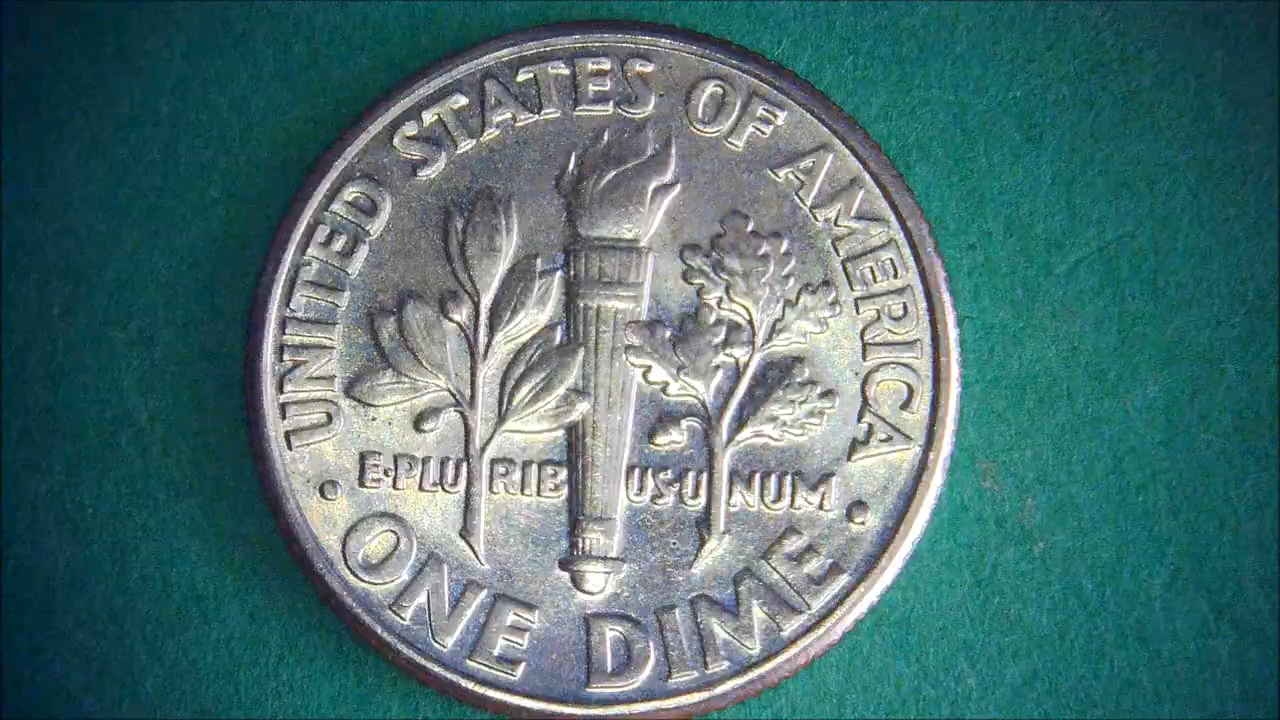 UNITED STATES OF AMERICA
E·PLURIBUS·UNUM
• ONE DIME •